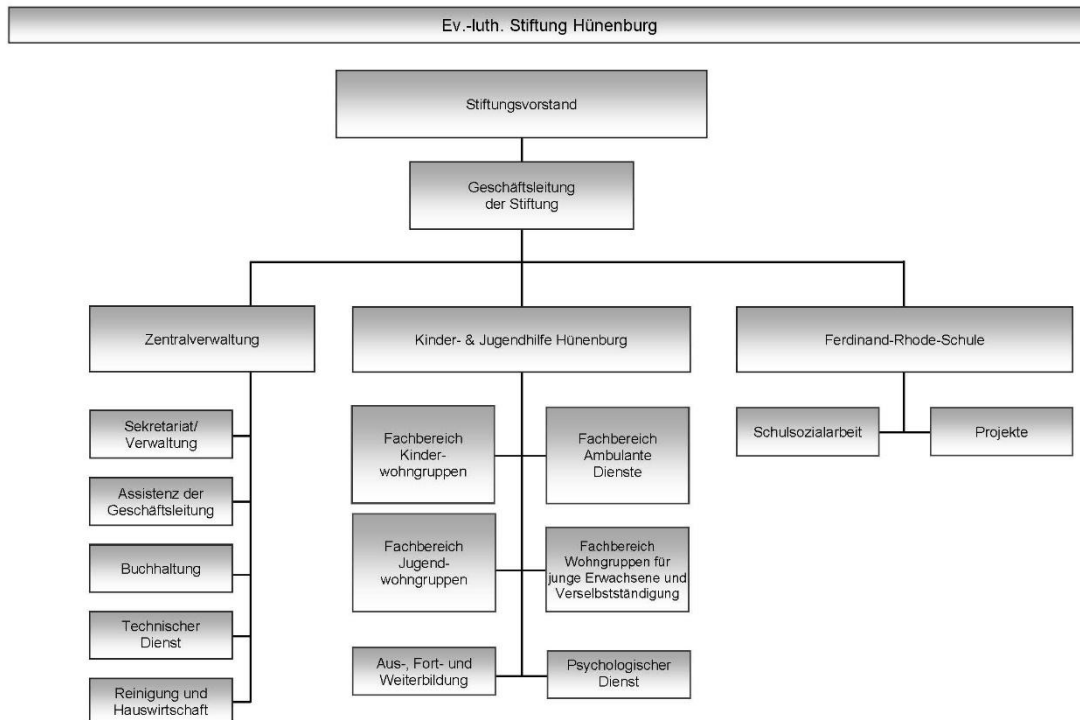 Ev.-luth. Stiftung Hünenburg
Stiftungsvorstand
Geschäftsleitung
der Stiftung
Zentralverwaltung
Sekretariat/
Verwaltung
Assistenz der
Geschäftsleitung
Buchhaltung
Technischer
Dienst
Reinigung und
Hauswirtschaft
Kinder- & Jugendhilfe Hünenburg
Fachbereich
Kinder-
wohngruppen
Fachbereich
Ambulante
Dienste
Fachbereich
Jugend-
wohngruppen
Fachbereich
Wohngruppen für
junge Erwachsene und
Verselbstständigung
Aus-, Fort- und
Weiterbildung
Psychologischer
Dienst
Ferdinand-Rhode-Schule
Schulsozialarbeit
Projekte